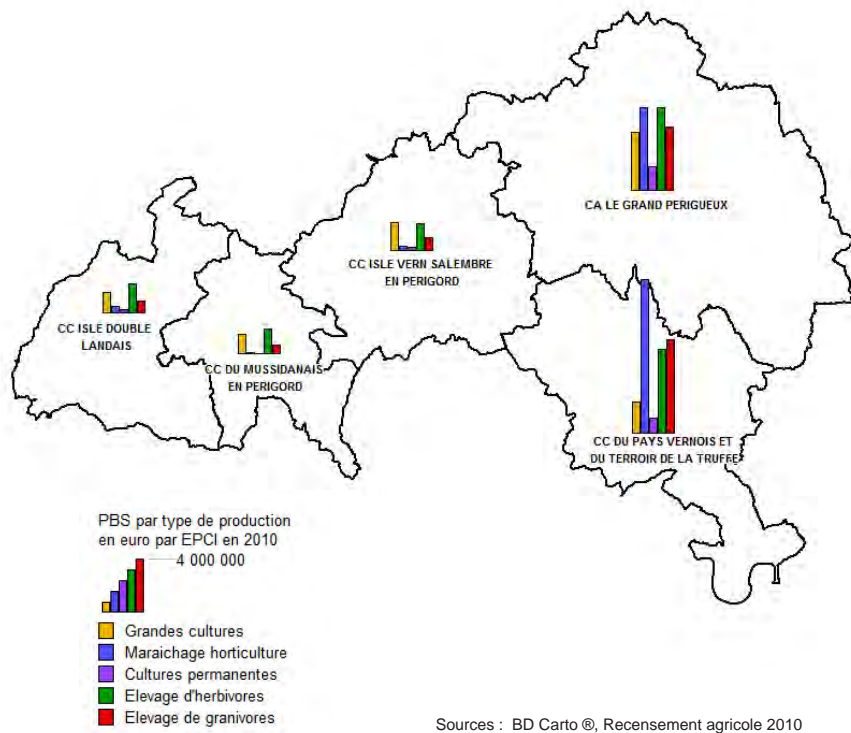 CA LE GRAND PERIGUEUX
CC ISLE VERN SALEMBRE
EN PERIGORD
CC ISLE DOUBLE
LANDAIS
CC DU MUSSIDANAIS
EN PERIGORD
CC DU PAYS VERNOIS ET
DU TERROIR DE LA TRUFFE
PBS par type de production
en euro par EPCI en 2010
4 000 000
Grandes cultures
Maraichage horticulture
Cultures permanentes
Elevage d'herbivores
Elevage de granivores
Sources : BD Carto ®, Recensement agricole 2010